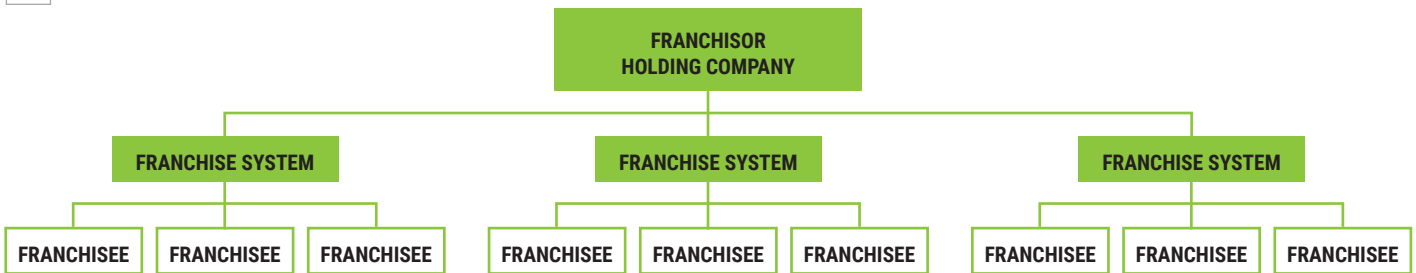 FRANCHISOR
HOLDING COMPANY
FRANCHISE SYSTEM
FRANCHISE SYSTEM
FRANCHISE SYSTEM
FRANCHISEE
FRANCHISEE
FRANCHISEE
FRANCHISEE
FRANCHISEE
FRANCHISEE
FRANCHISEE
FRANCHISEE
FRANCHISEE